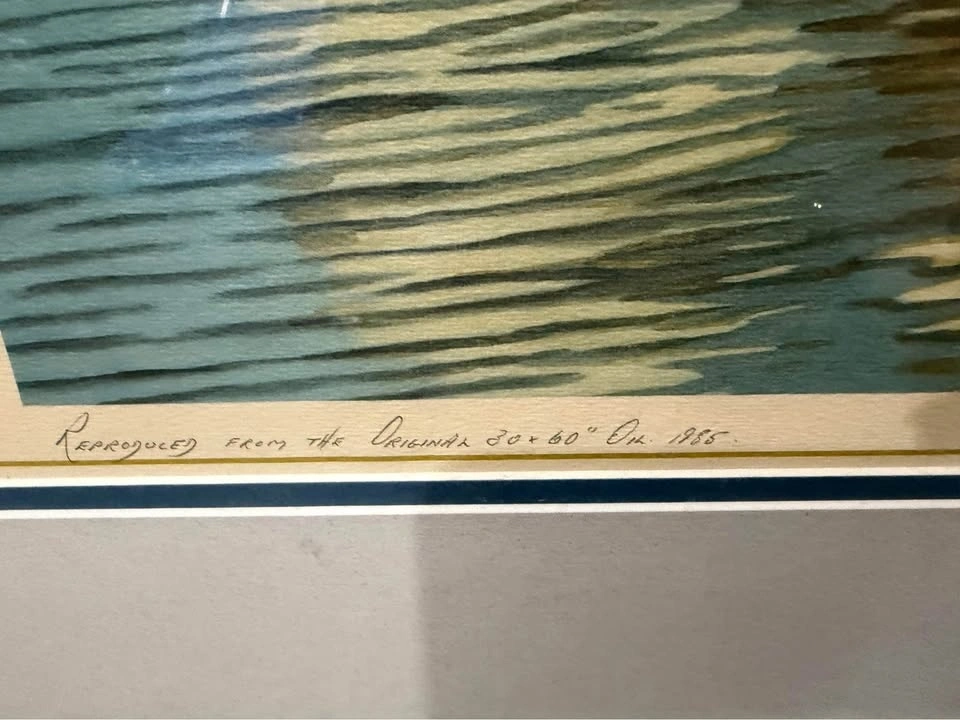 REPRODUCED FROM THE ORIGINAL 30 x 60" OIL. 1985.